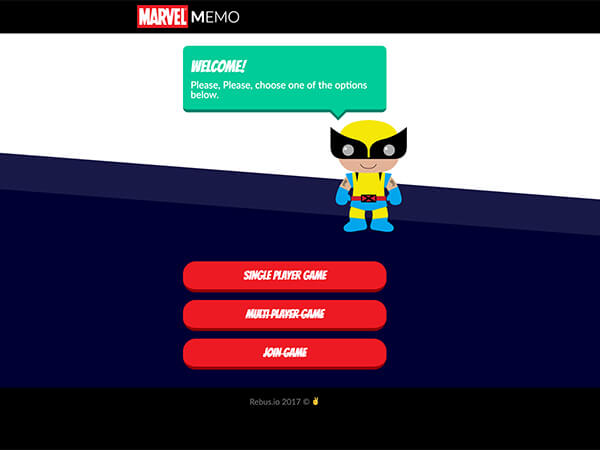 MARVEL MEMO
WELCOME!
Please, Please, choose one of the options
below.
SINGLE PLAYER GAME
MULTI PLAYER GAME
JOIN GAME
Rebus.io 2017 © ✌